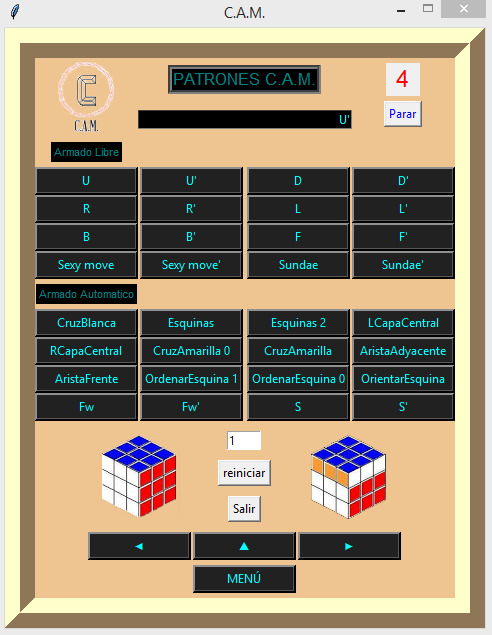 C.A.M.
C
C.A.M.
PATRONES C.A.M.
4
U'
Parar
Armado Libre
U U' D D'
R R' L L'
B B' F F'
Sexy move Sexy move' Sundae Sundae'
Armado Automatico
CruzBlanca Esquinas Esquinas 2 LCapaCentral
RCapaCentral CruzAmarilla 0 CruzAmarilla AristaAdyacente
AristaFrente OrdenarEsquina 1 OrdenarEsquina 0 OrientarEsquina
Fw Fw' S S'
1
reiniciar
Salir
◄ ▲ ►
MENÚ